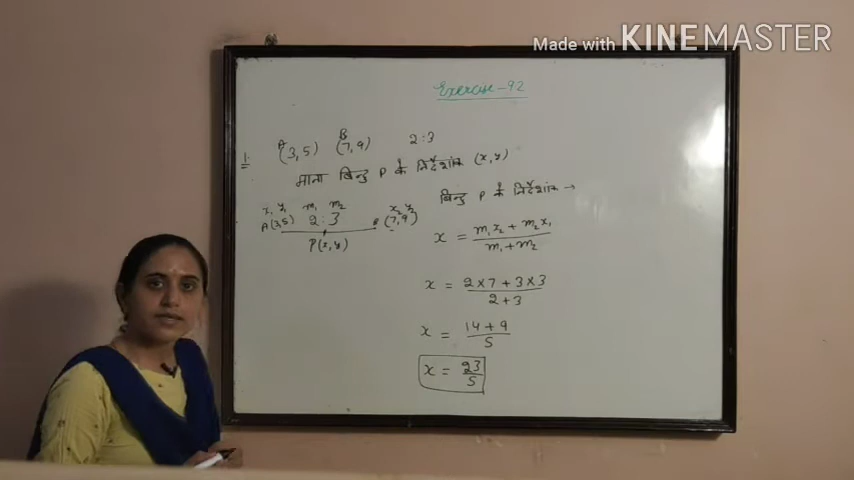 Made with KINEMASTER
Exercise-9.2
1. A(3,5) B(7,9) 2:3
माना बिन्दु P के निर्देशांक (x,y)
x₁ y₁ m₁ m₂ x₂ y₂
A(3,5) 2:3 B(7,9)
P(x,y)
बिन्दु P के निर्देशांक →
x = m₁x₂ + m₂x₁ / m₁ + m₂
x = 2×7 + 3×3 / 2+3
x = 14+9 / 5
x = 23/5